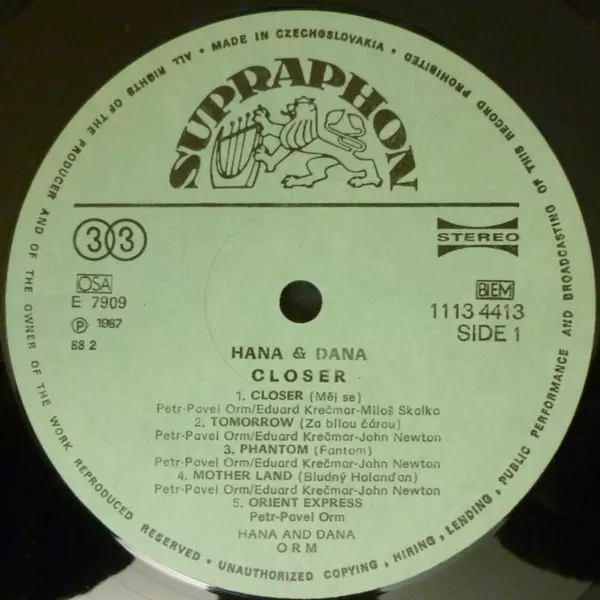 ALL RIGHTS OF THE PRODUCER AND OF THE OWNER OF THE WORK REPRODUCED RESERVED • UNAUTHORIZED COPYING, HIRING, LENDING, PUBLIC PERFORMANCE AND BROADCASTING OF THIS RECORD PROHIBITED • MADE IN CZECHOSLOVAKIA •
SUPRAPHON
33
STEREO
OSA
BIEM
E 7909
1113 4413
Ⓟ 1987
SIDE 1
88 2
HANA & DANA
CLOSER
1. CLOSER (Měj se)
Petr-Pavel Orm/Eduard Krečmar-Miloš Skalka
2. TOMORROW (Za bílou čárou)
Petr-Pavel Orm/Eduard Krečmar-John Newton
3. PHANTOM (Fantom)
Petr-Pavel Orm/Eduard Krečmar-John Newton
4. MOTHER LAND (Bludný Holanďan)
Petr-Pavel Orm/Eduard Krečmar-John Newton
5. ORIENT EXPRESS
Petr-Pavel Orm
HANA AND DANA
ORM